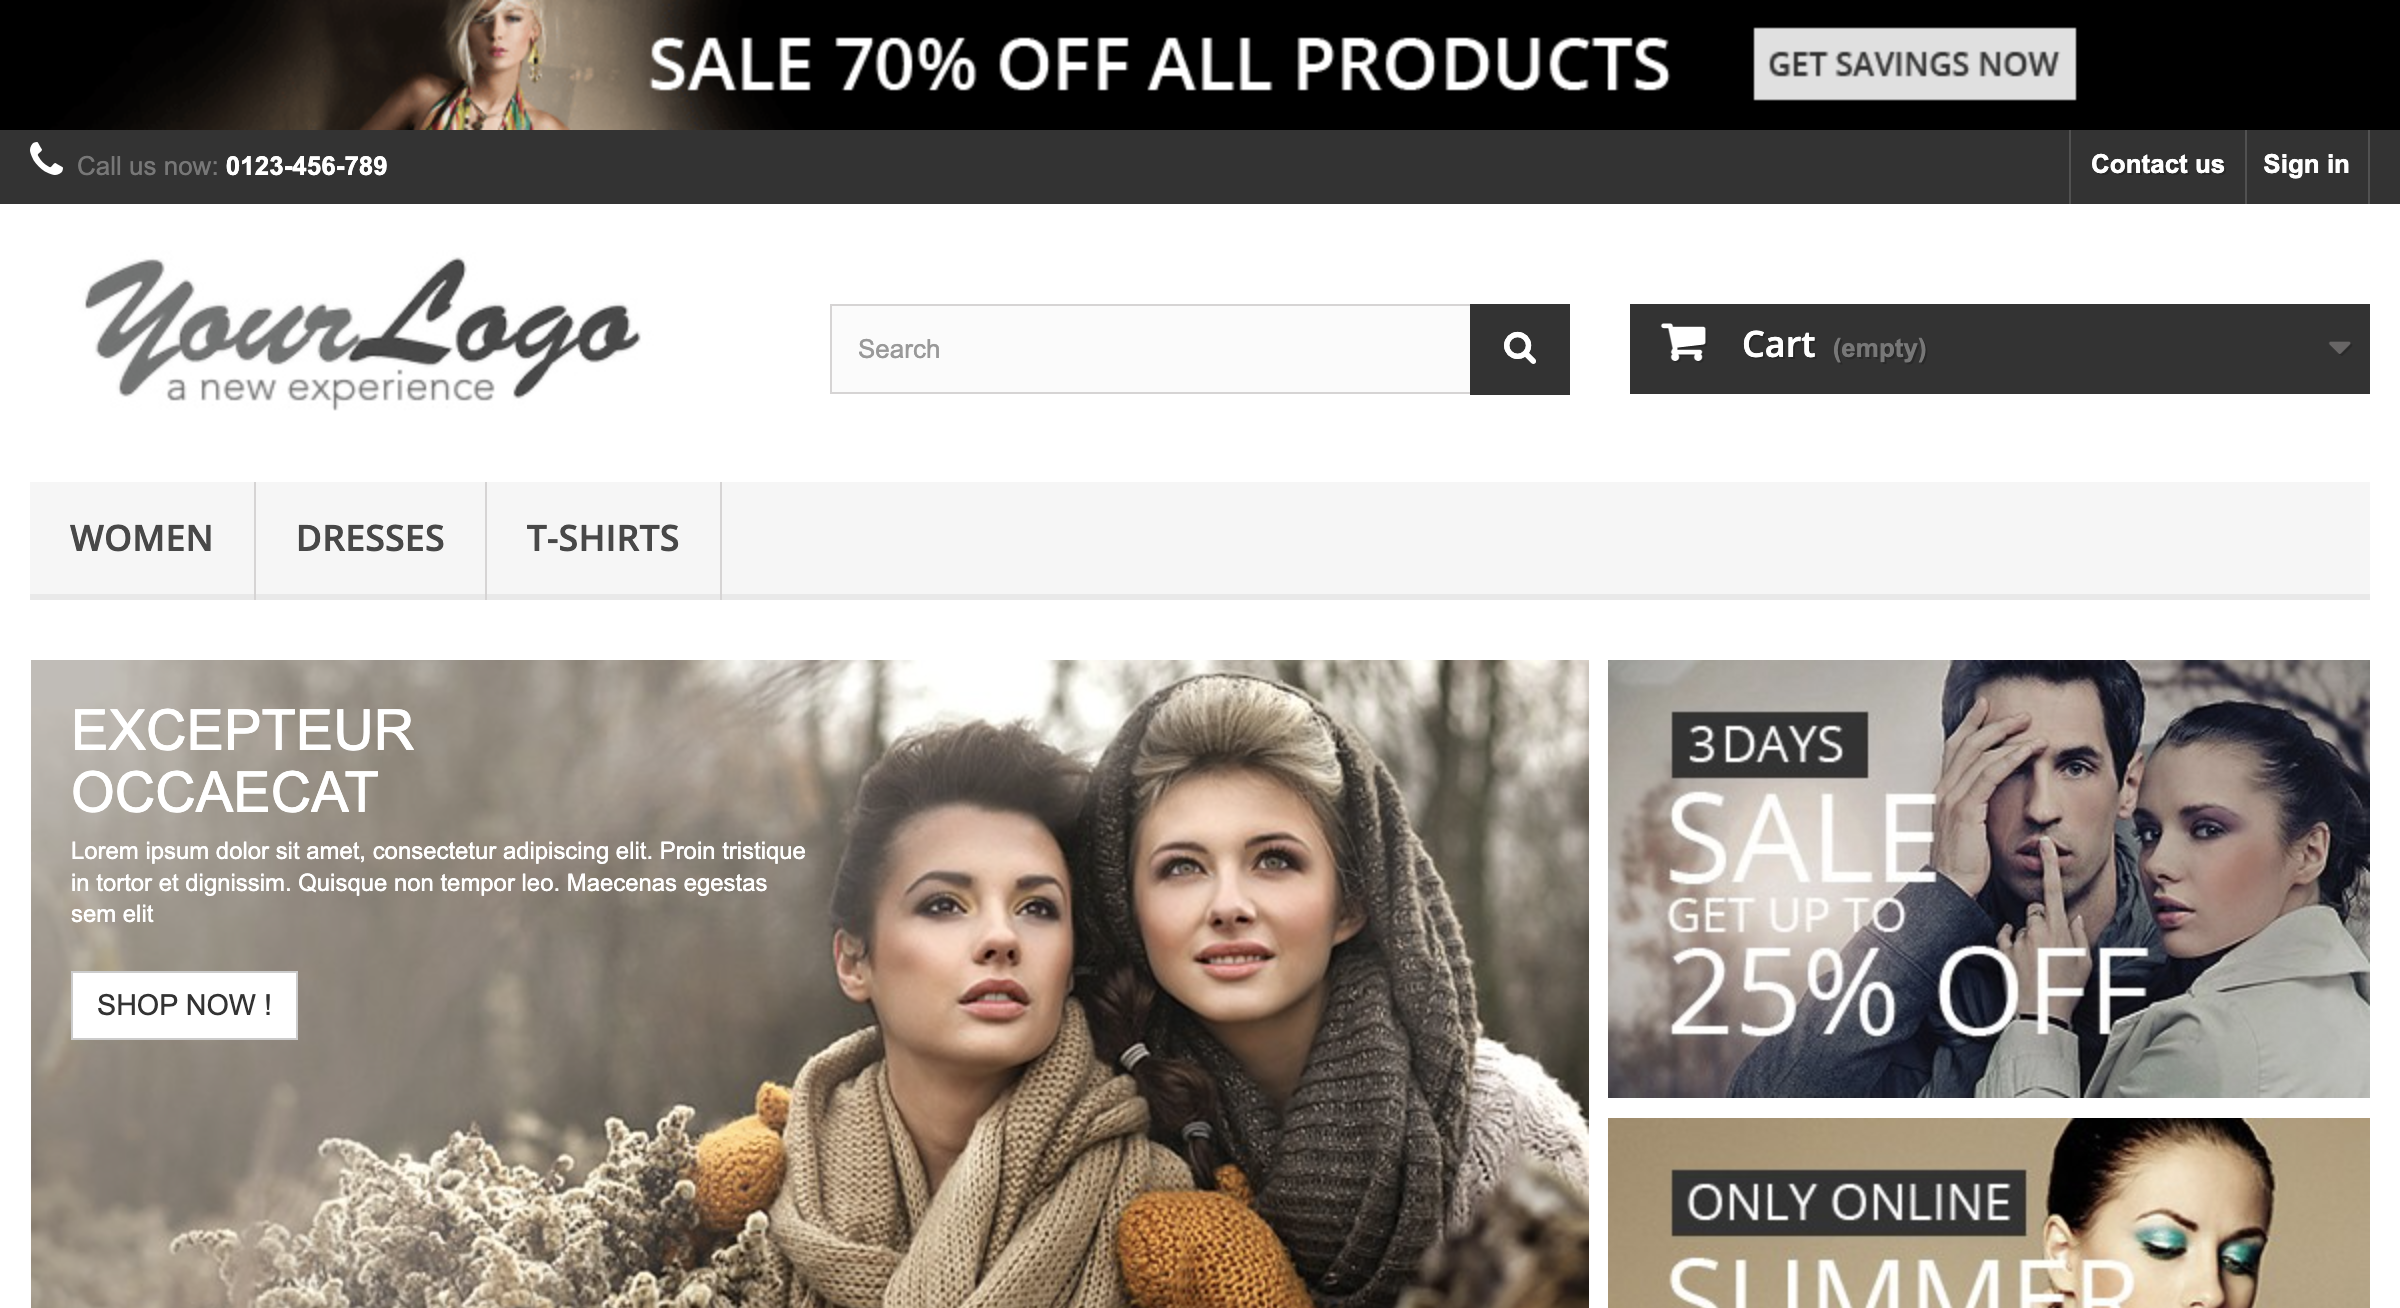 SALE 70% OFF ALL PRODUCTS
GET SAVINGS NOW
Call us now: 0123-456-789
Contact us
Sign in
YourLogo
a new experience
Search
Cart (empty)
WOMEN
DRESSES
T-SHIRTS
EXCEPTEUR
OCCAECAT
Lorem ipsum dolor sit amet, consectetur adipiscing elit. Proin tristique
in tortor et dignissim. Quisque non tempor leo. Maecenas egestas
sem elit
SHOP NOW !
3 DAYS
SALE
GET UP TO
25% OFF
ONLY ONLINE
SUMMER